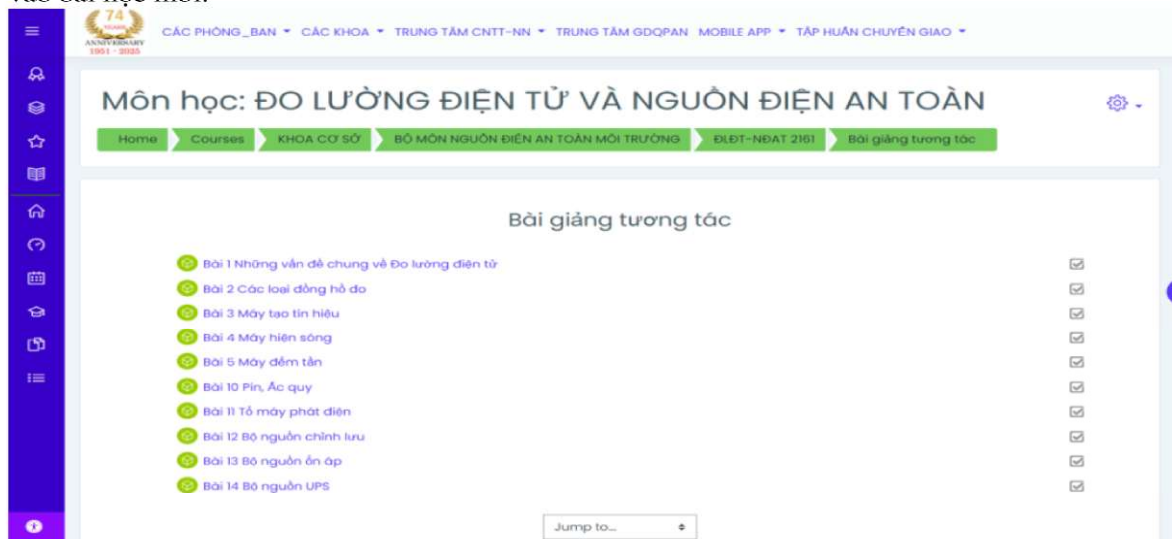 74
YEARS
ANNIVERSARY
1951 - 2025
CÁC PHÒNG_BAN CÁC KHOA TRUNG TÂM CNTT-NN TRUNG TÂM GDQPAN MOBILE APP TẬP HUẤN CHUYỂN GIAO
Môn học: ĐO LƯỜNG ĐIỆN TỬ VÀ NGUỒN ĐIỆN AN TOÀN
Home Courses KHOA CƠ SỞ BỘ MÔN NGUỒN ĐIỆN AN TOÀN MÔI TRƯỜNG ĐLĐT-NĐAT 2161 Bài giảng tương tác
Bài giảng tương tác
Bài 1 Những vấn đề chung về Đo lường điện tử
Bài 2 Các loại đồng hồ đo
Bài 3 Máy tạo tín hiệu
Bài 4 Máy hiện sóng
Bài 5 Máy đếm tần
Bài 10 Pin, Ắc quy
Bài 11 Tổ máy phát điện
Bài 12 Bộ nguồn chỉnh lưu
Bài 13 Bộ nguồn ổn áp
Bài 14 Bộ nguồn UPS
Jump to...